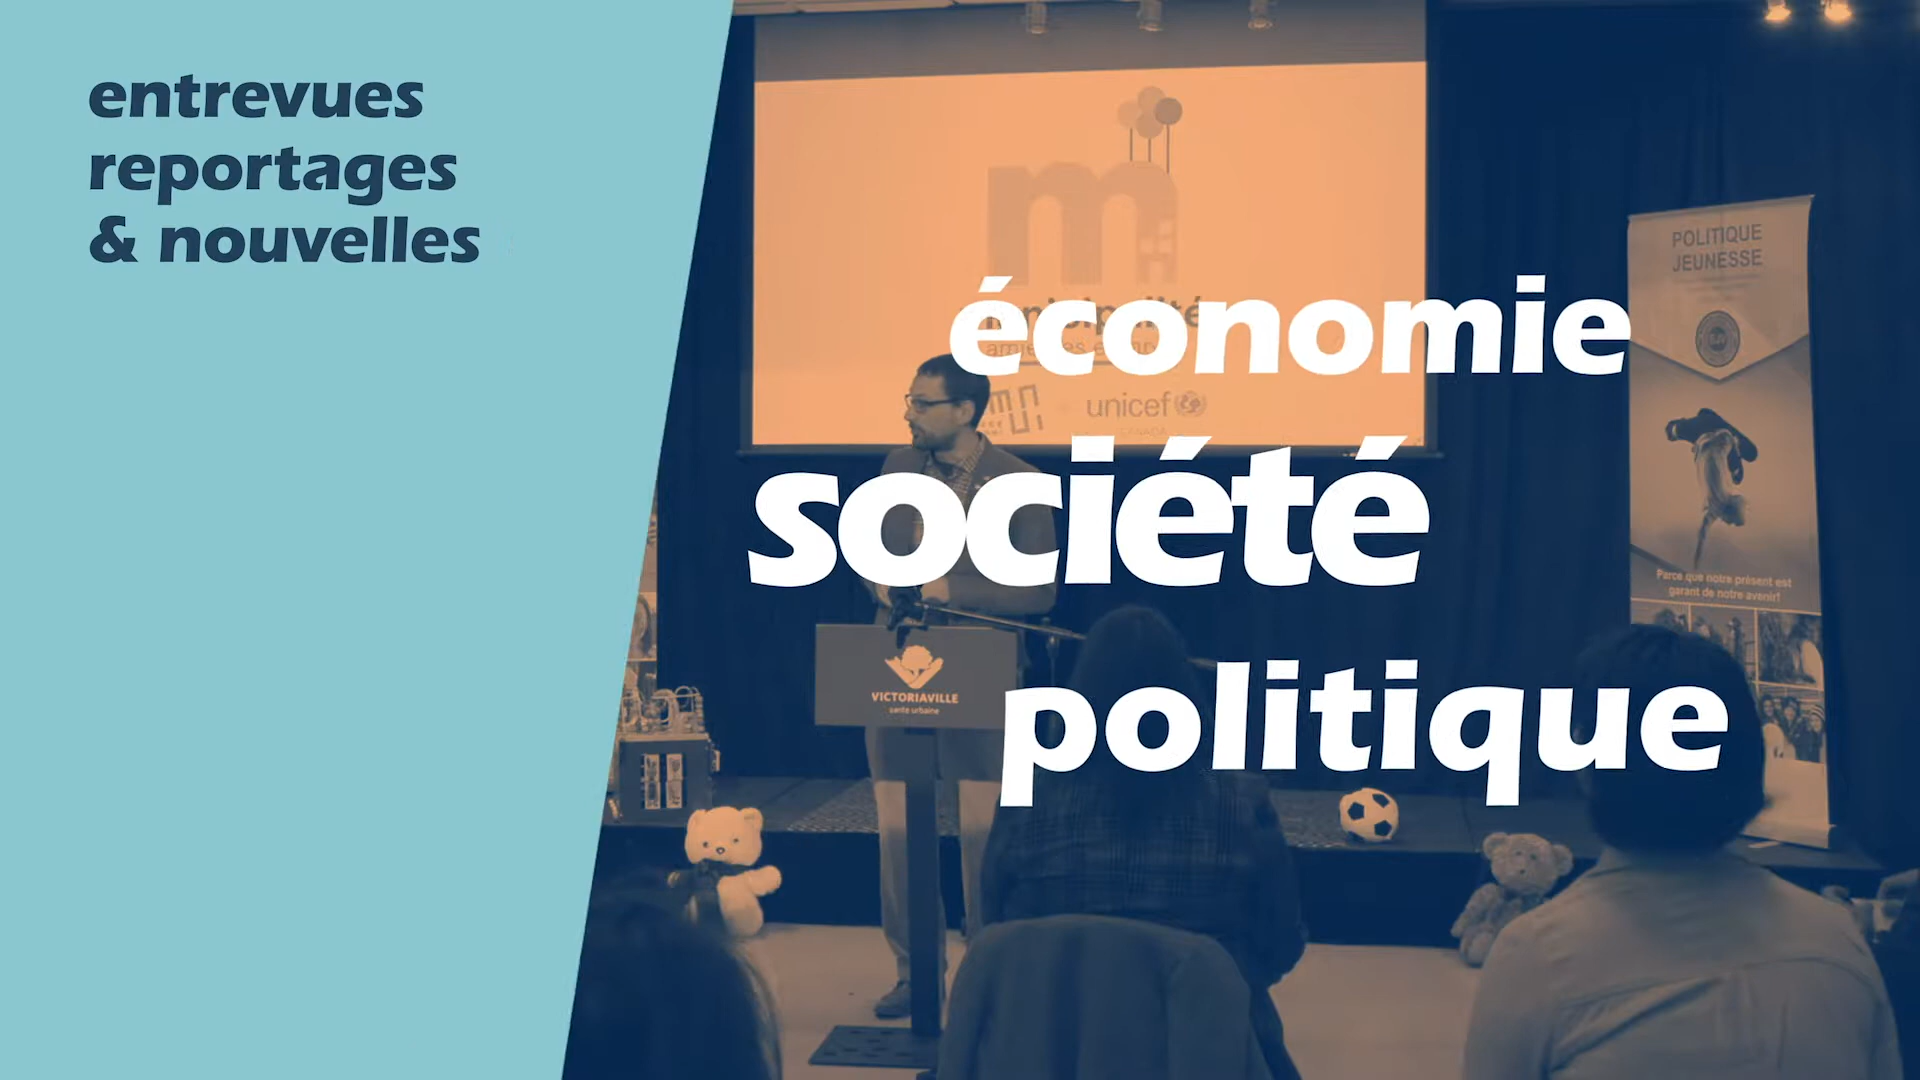 entrevues
reportages
& nouvelles
économie
société
politique
unicef
CANADA
POLITIQUE
JEUNESSE
Parce que notre présent est
garant de notre avenir!
VICTORIAVILLE
santé urbaine